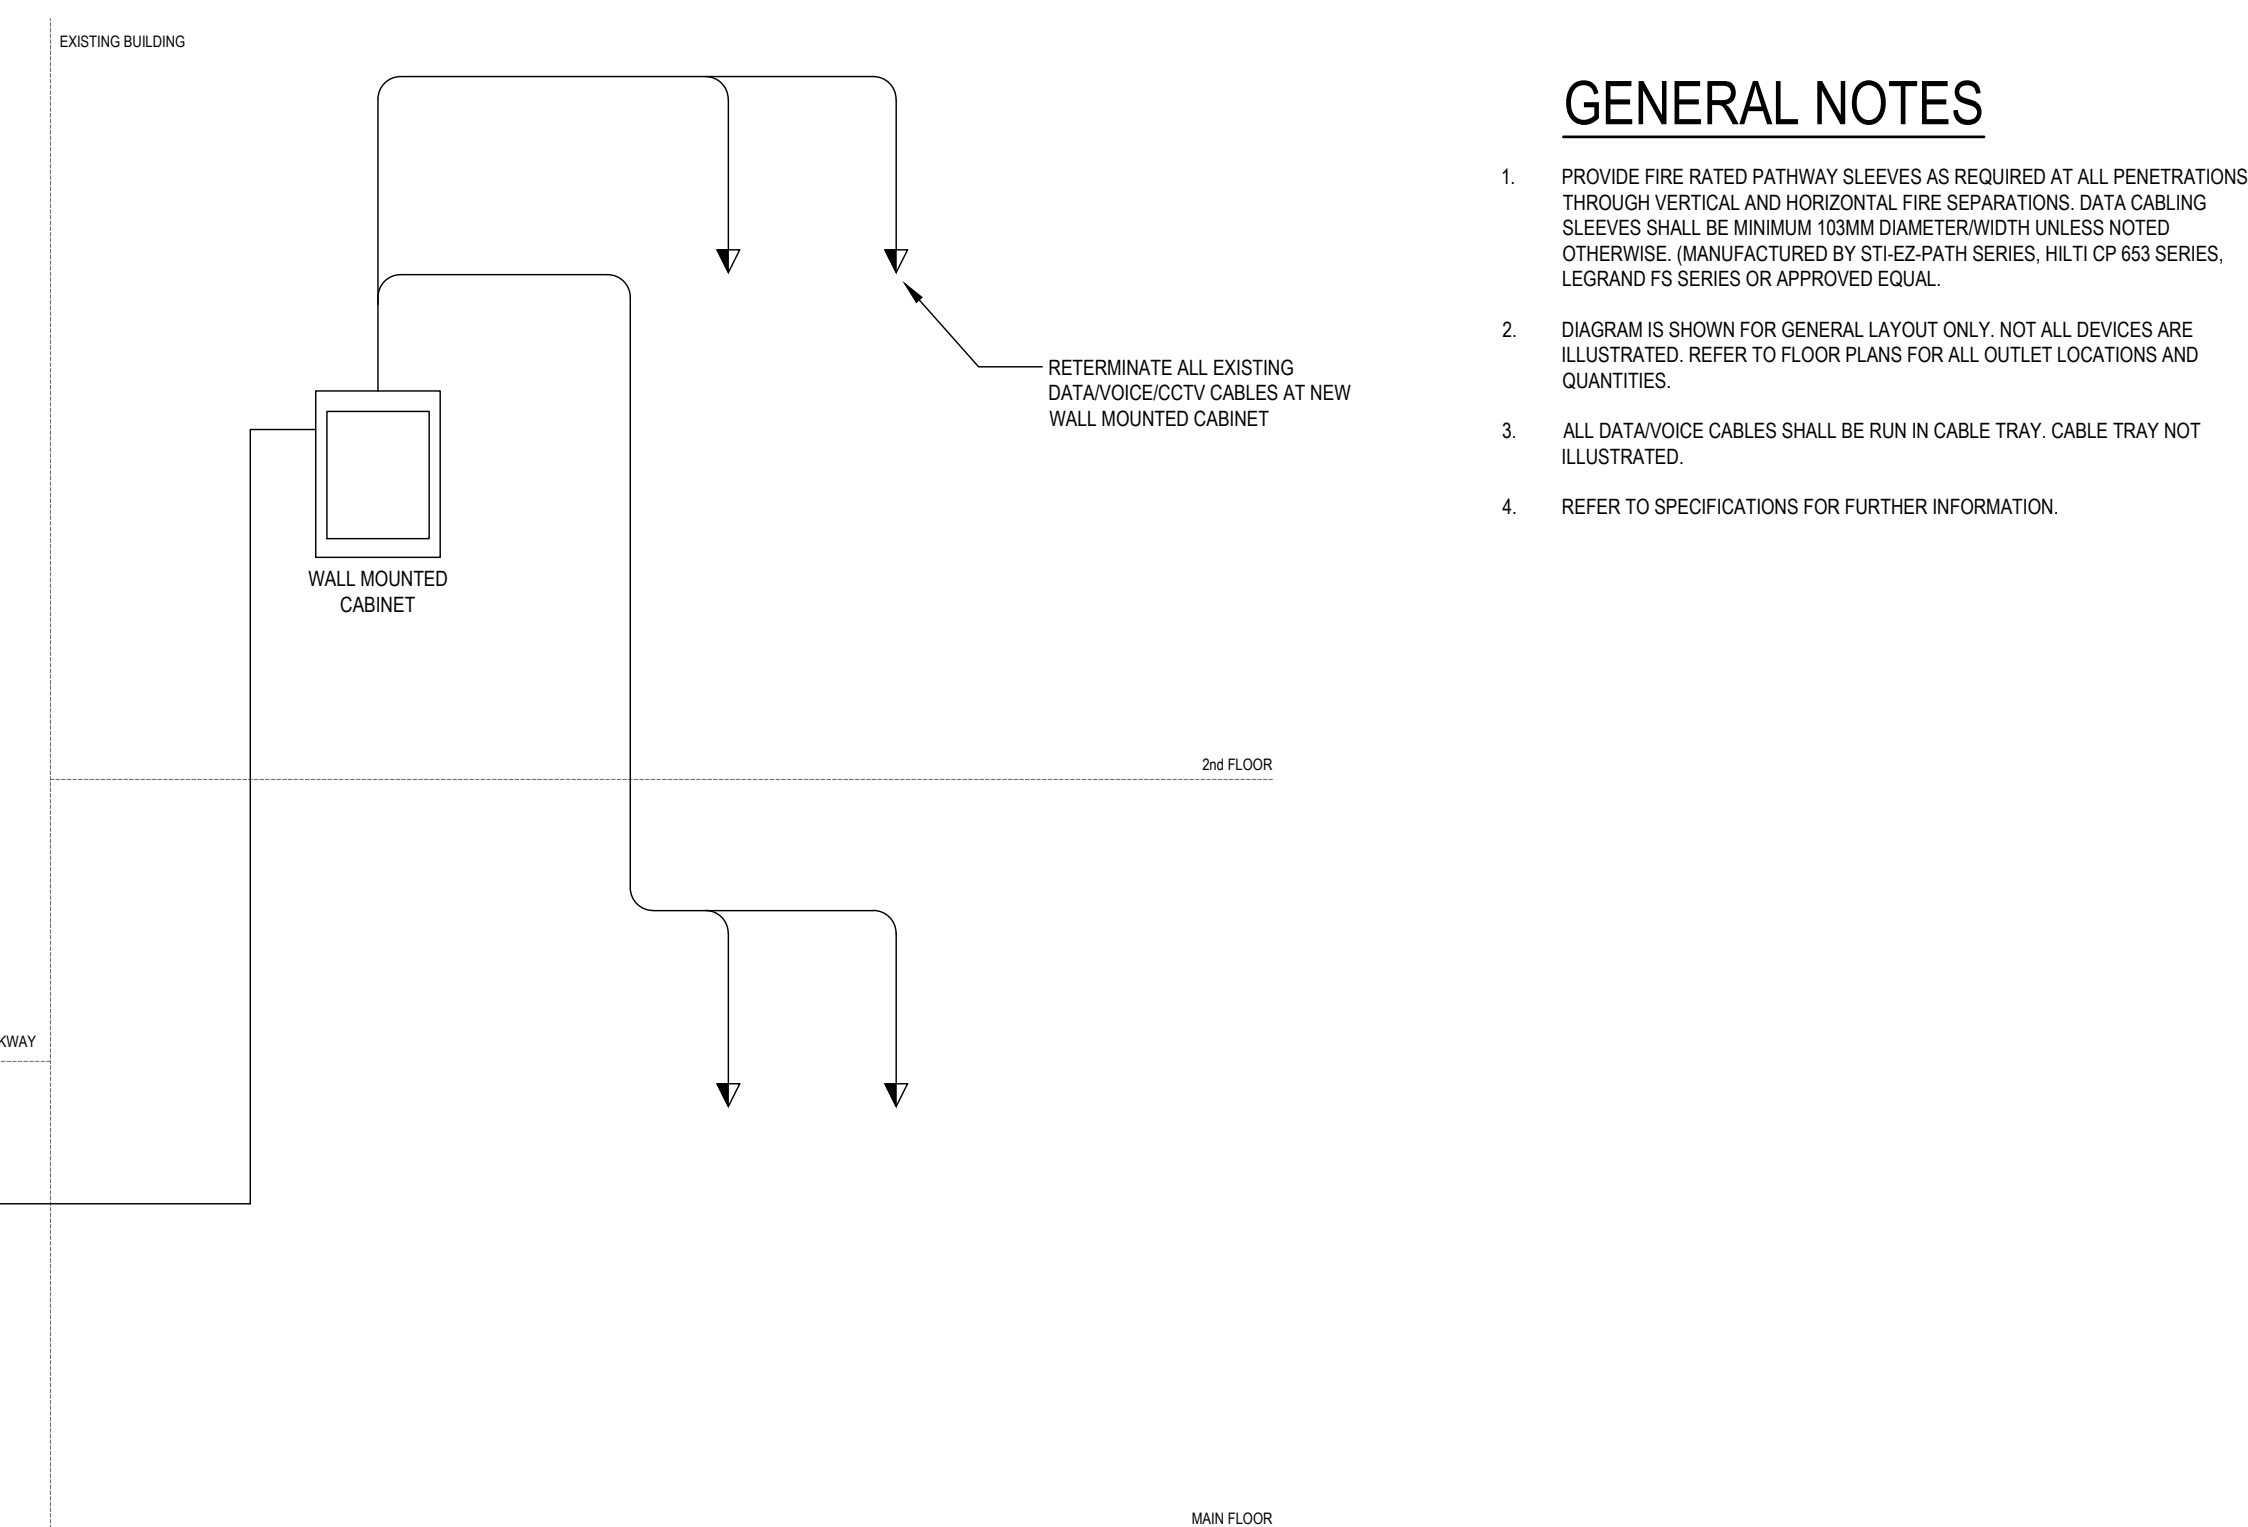 EXISTING BUILDING
RETERMINATE ALL EXISTING
DATA/VOICE/CCTV CABLES AT NEW
WALL MOUNTED CABINET
WALL MOUNTED
CABINET
2nd FLOOR
KWAY
MAIN FLOOR
GENERAL NOTES
1. PROVIDE FIRE RATED PATHWAY SLEEVES AS REQUIRED AT ALL PENETRATIONS
THROUGH VERTICAL AND HORIZONTAL FIRE SEPARATIONS. DATA CABLING
SLEEVES SHALL BE MINIMUM 103MM DIAMETER/WIDTH UNLESS NOTED
OTHERWISE. (MANUFACTURED BY STI-EZ-PATH SERIES, HILTI CP 653 SERIES,
LEGRAND FS SERIES OR APPROVED EQUAL.
2. DIAGRAM IS SHOWN FOR GENERAL LAYOUT ONLY. NOT ALL DEVICES ARE
ILLUSTRATED. REFER TO FLOOR PLANS FOR ALL OUTLET LOCATIONS AND
QUANTITIES.
3. ALL DATA/VOICE CABLES SHALL BE RUN IN CABLE TRAY. CABLE TRAY NOT
ILLUSTRATED.
4. REFER TO SPECIFICATIONS FOR FURTHER INFORMATION.